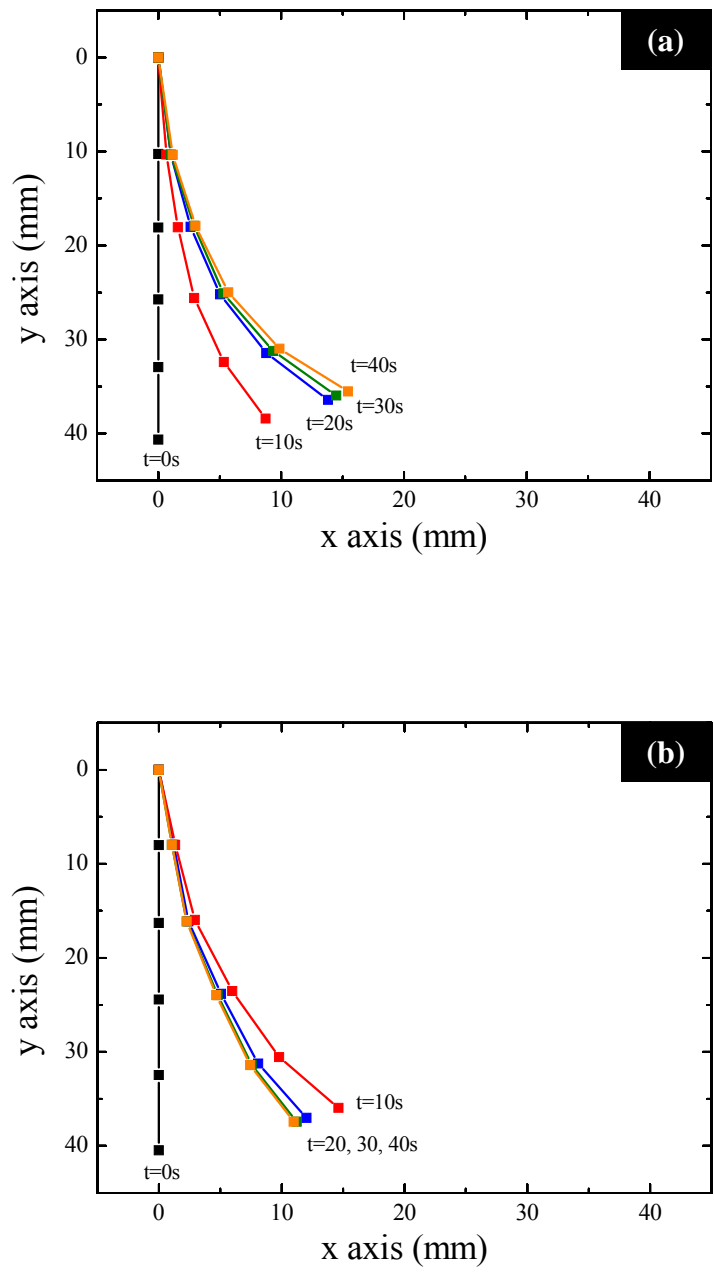 (a)
0
10
20
30
40
y axis (mm)
t=40s
t=30s
t=20s
t=10s
t=0s
0 10 20 30 40
x axis (mm)
(b)
0
10
20
30
40
y axis (mm)
t=10s
t=20, 30, 40s
t=0s
0 10 20 30 40
x axis (mm)